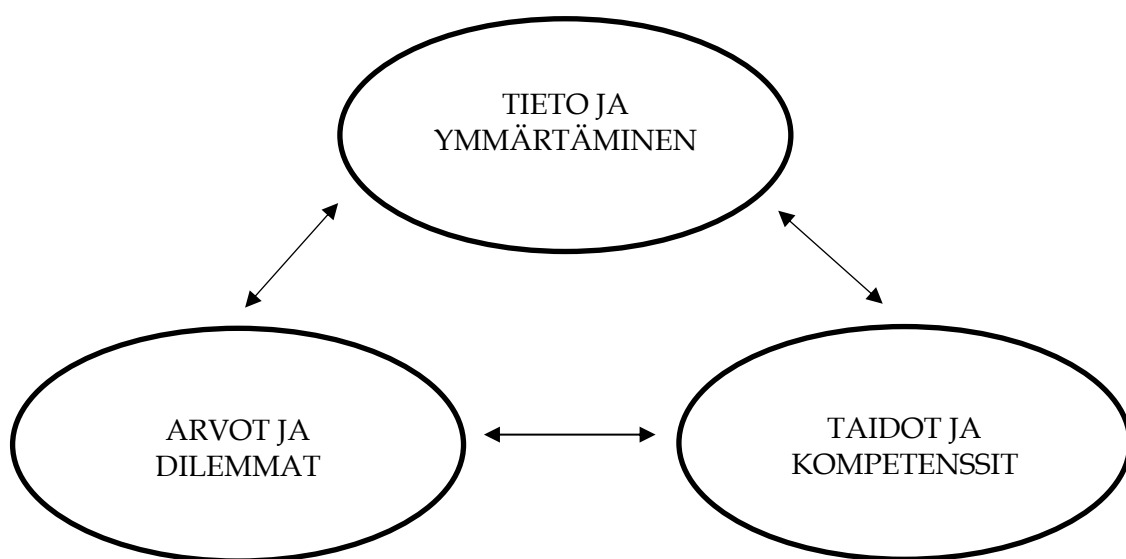 TIETO JA
YMMÄRTÄMINEN
ARVOT JA
DILEMMAT
TAIDOT JA
KOMPETENSSIT